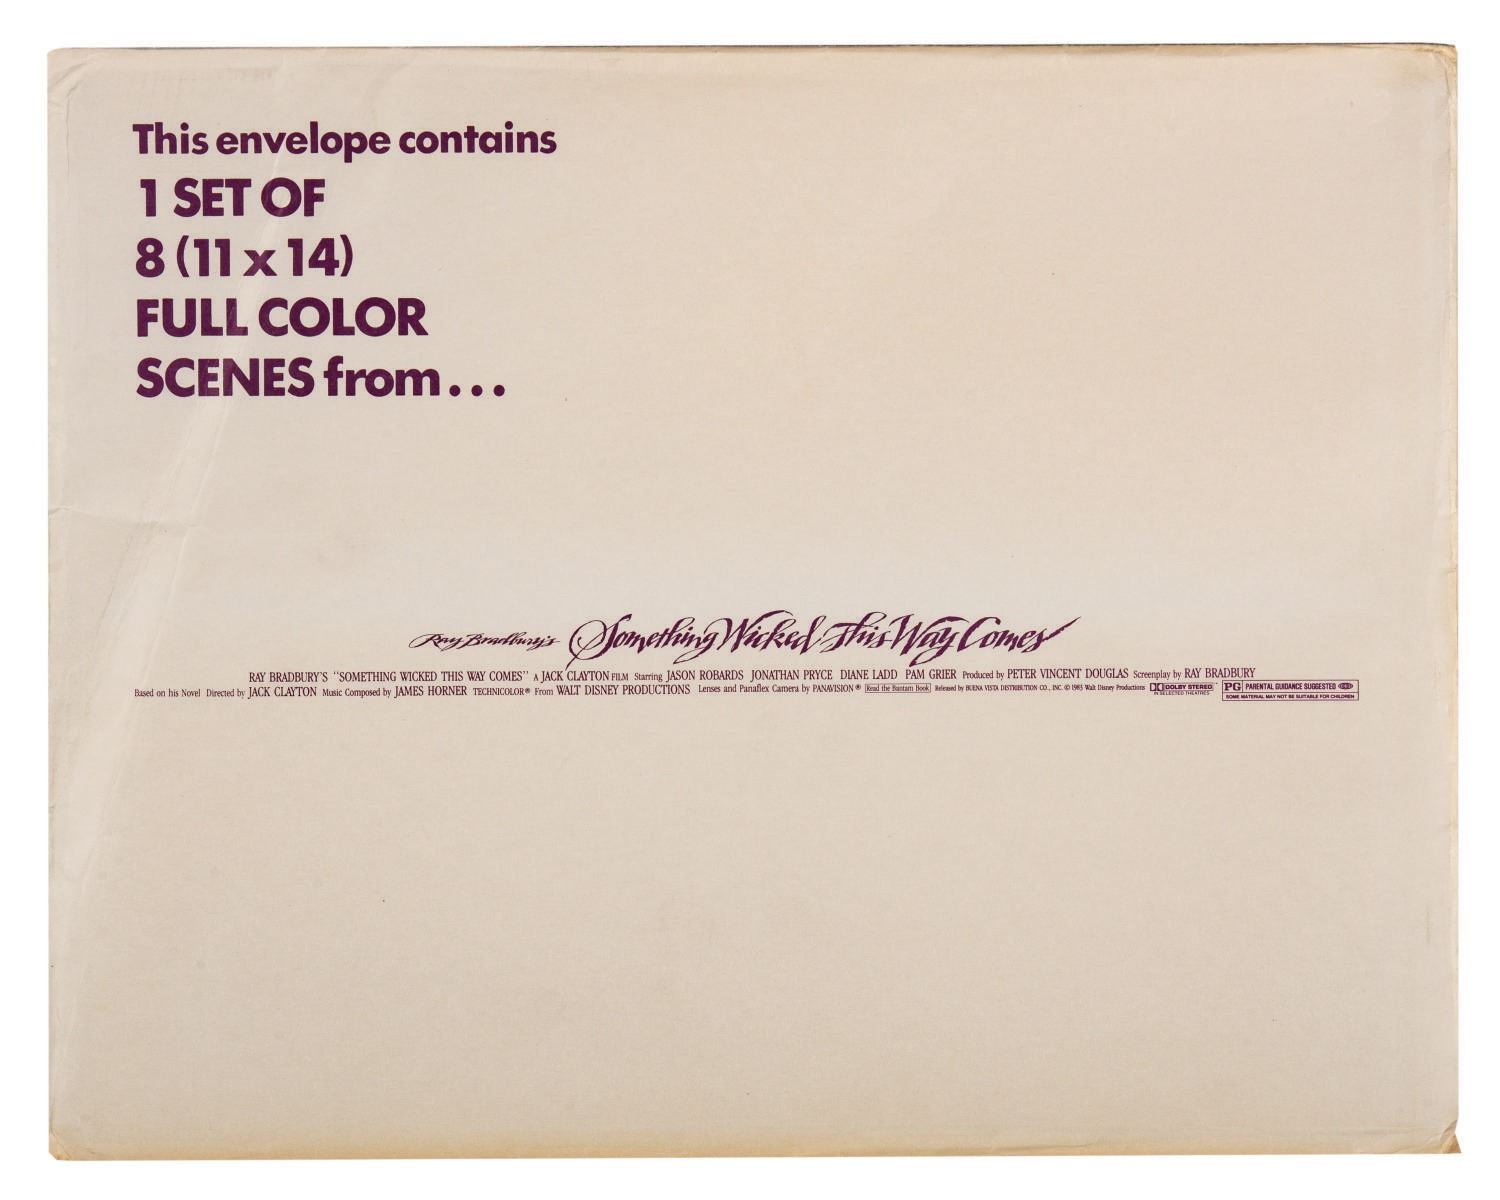 This envelope contains
1 SET OF
8 (11 x 14)
FULL COLOR
SCENES from...
Ray Bradbury's Something Wicked This Way Comes
RAY BRADBURY'S "SOMETHING WICKED THIS WAY COMES" A JACK CLAYTON FILM Starring JASON ROBARDS JONATHAN PRYCE DIANE LADD PAM GRIER Produced by PETER VINCENT DOUGLAS Screenplay by RAY BRADBURY
Based on his Novel Directed by JACK CLAYTON Music Composed by JAMES HORNER TECHNICOLOR® From WALT DISNEY PRODUCTIONS Lenses and Panaflex Camera by PANAVISION® Read the Bantam Book Released by BUENA VISTA DISTRIBUTION CO., INC. © 1983 Walt Disney Productions DOLBY STEREO PG PARENTAL GUIDANCE SUGGESTED
IN SELECTED THEATRES SOME MATERIAL MAY NOT BE SUITABLE FOR CHILDREN